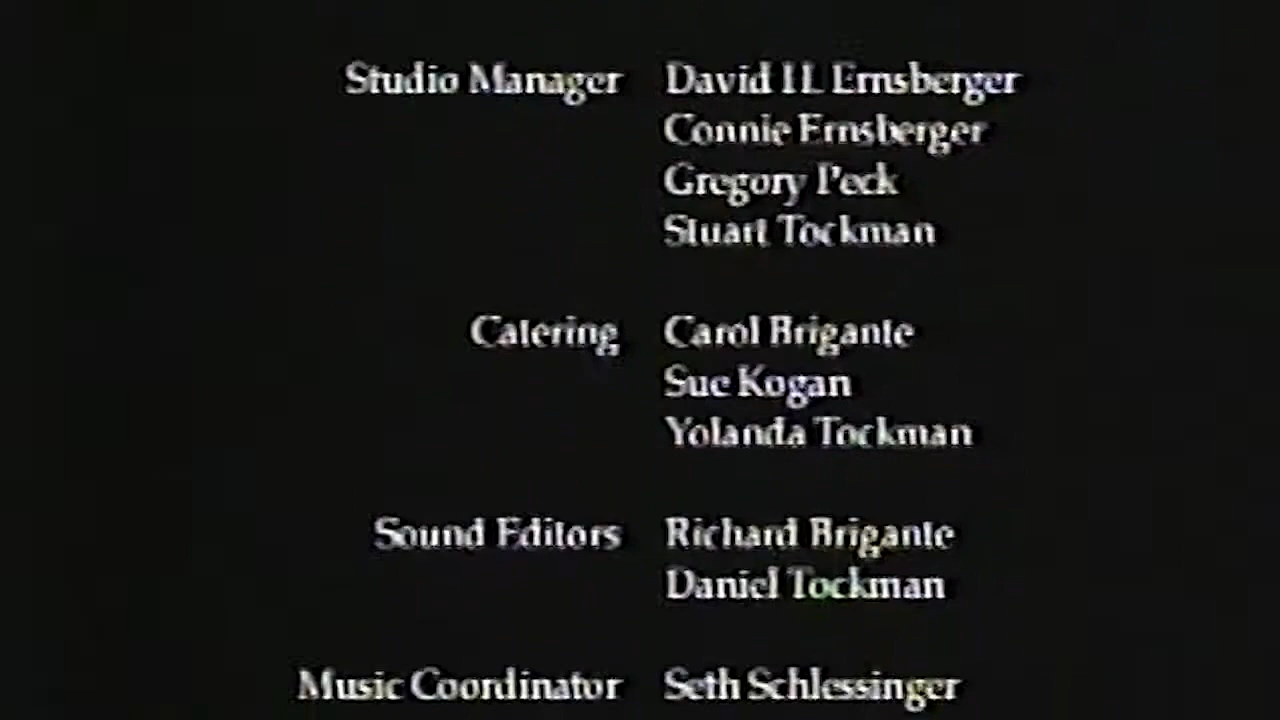 Studio Manager David H. Ernsberger
Connie Ernsberger
Gregory Peck
Stuart Tockman
Catering Carol Brigante
Sue Kogan
Yolanda Tockman
Sound Editors Richard Brigante
Daniel Tockman
Music Coordinator Seth Schlessinger